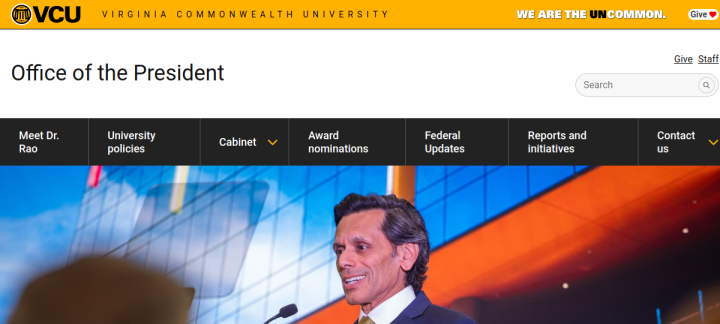 VCU VIRGINIA COMMONWEALTH UNIVERSITY WE ARE THE UNCOMMON. Give
Give Staff
Office of the President
Search
Meet Dr. Rao
University policies
Cabinet
Award nominations
Federal Updates
Reports and initiatives
Contact us